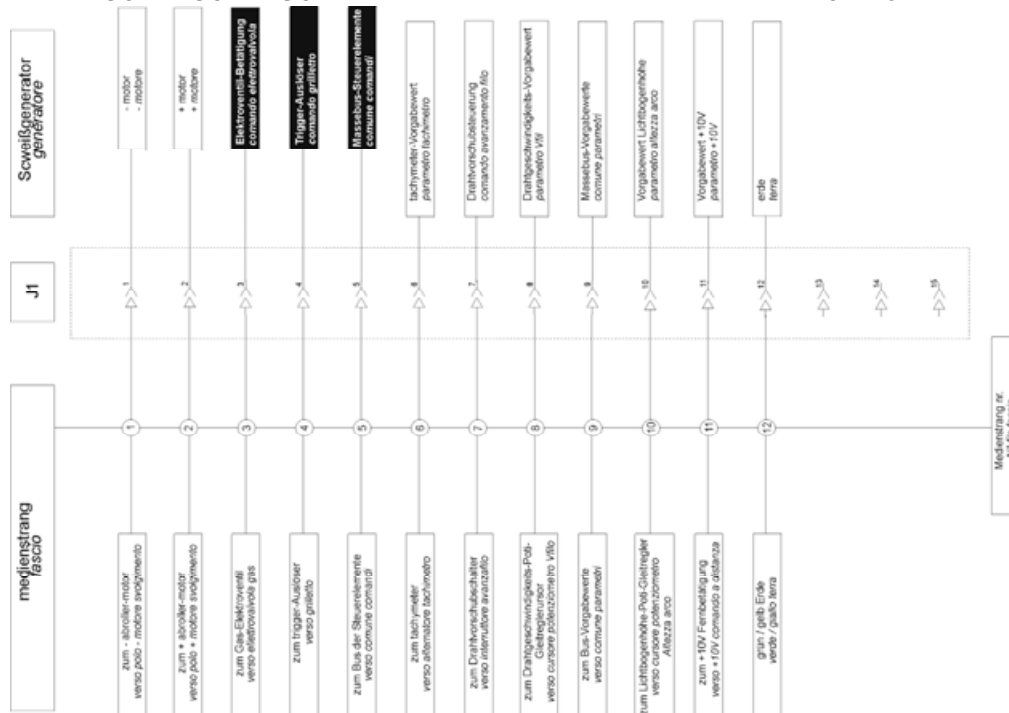 Scweißgenerator
generatore
- motor
- motore
+ motor
+ motore
Elektroventil-Betätigung
comando elettrovalvola
Trigger-Auslöser
comando grilletto
Massebus-Steuerelemente
comune comandi
tachymeter-Vorgabewert
parametro tachimetro
Drahtvorschubsteuerung
comando avanzamento filo
Drahtgeschwindigkeits-Vorgabewert
parametro Vfil
Massebus-Vorgabewerte
comune parametri
Vorgabewert Lichtbogenhöhe
parametro altezza arco
Vorgabewert +10V
parametro +10V
erde
terra
J1
1
2
3
4
5
6
7
8
9
10
11
12
13
14
15
medienstrang
fascio
1
2
3
4
5
6
7
8
9
10
11
12
zum - abroller-motor
verso polo - motore svolgimento
zum + abroller-motor
verso polo + motore svolgimento
zum Gas-Elektroventil
verso elettrovalvola gas
zum trigger-Auslöser
verso grilletto
zum Bus der Steuerelemente
verso comune comandi
zum tachymeter
verso alternatore tachimetro
zum Drahtvorschubschalter
verso interruttore avanzafilo
zum Drahtgeschwindigkeits-Poti-
Gleitreglerursor
verso cursore potenziometro Vfilo
zum Bus-Vorgabewerte
verso comune parametri
zum Lichtbogenhöhe-Poti-Gleitregler
verso cursore potenziometro
Altezza arco
zum +10V Fernbetätigung
verso +10V comando a distanza
grün / gelb Erde
verde / giallo terra
Medienstrang nr.